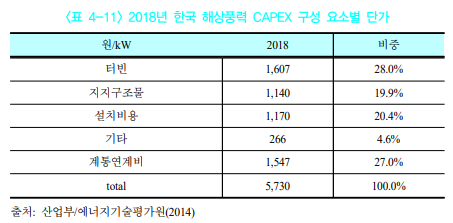 <표 4-11> 2018년 한국 해상풍력 CAPEX 구성 요소별 단가
원/kW 2018 비중
터빈 1,607 28.0%
지지구조물 1,140 19.9%
설치비용 1,170 20.4%
기타 266 4.6%
계통연계비 1,547 27.0%
total 5,730 100.0%
출처: 산업부/에너지기술평가원(2014)